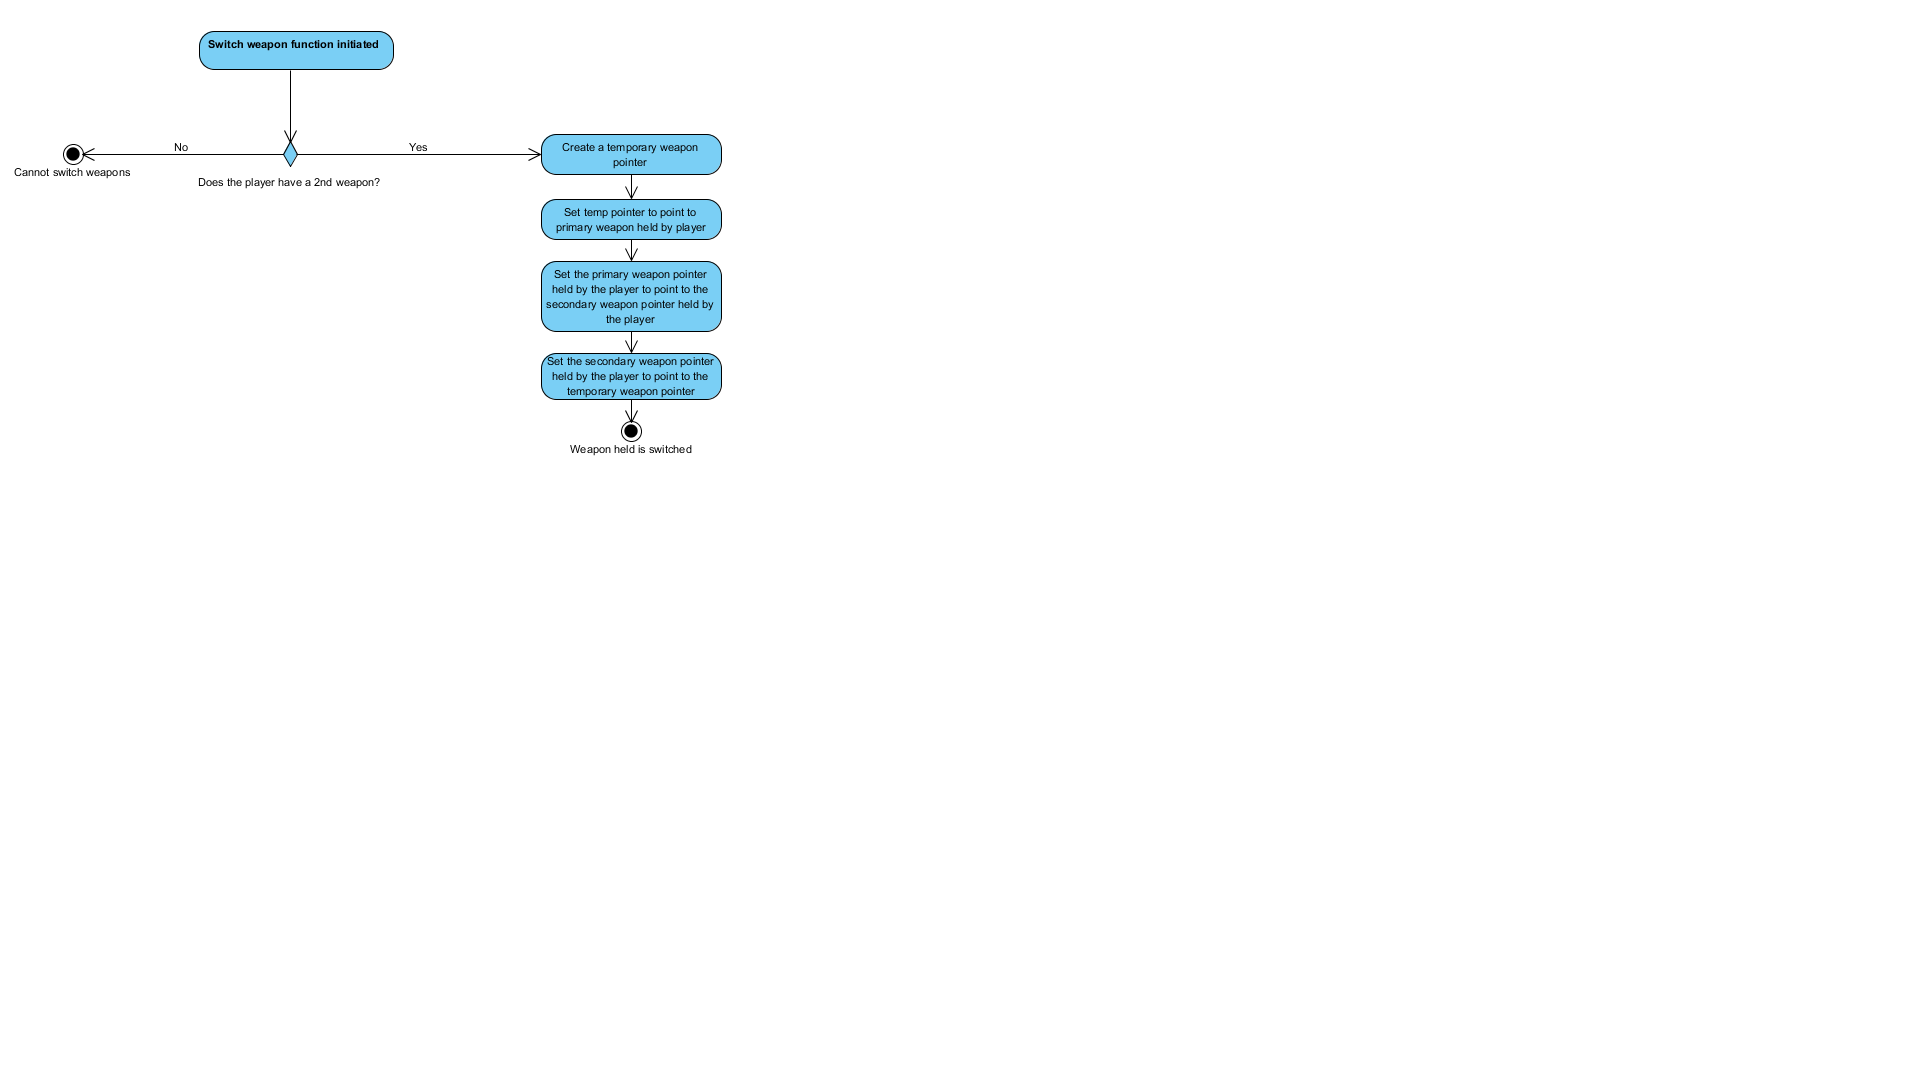 Switch weapon function initiated
No
Yes
Cannot switch weapons
Does the player have a 2nd weapon?
Create a temporary weapon
pointer
Set temp pointer to point to
primary weapon held by player
Set the primary weapon pointer
held by the player to point to the
secondary weapon pointer held by
the player
Set the secondary weapon pointer
held by the player to point to the
temporary weapon pointer
Weapon held is switched